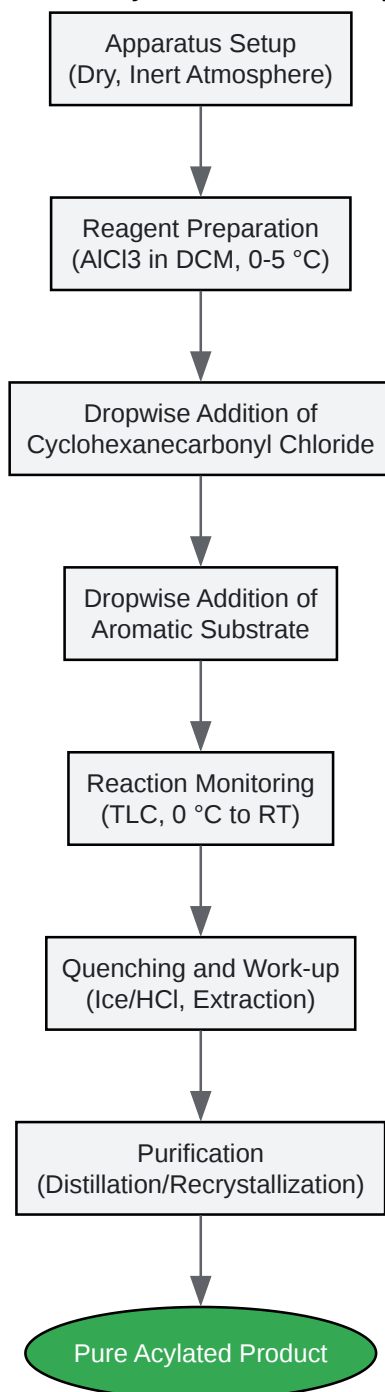 Apparatus Setup
(Dry, Inert Atmosphere)
Reagent Preparation
(AlCl3 in DCM, 0-5 °C)
Dropwise Addition of
Cyclohexanecarbonyl Chloride
Dropwise Addition of
Aromatic Substrate
Reaction Monitoring
(TLC, 0 °C to RT)
Quenching and Work-up
(Ice/HCl, Extraction)
Purification
(Distillation/Recrystallization)
Pure Acylated Product